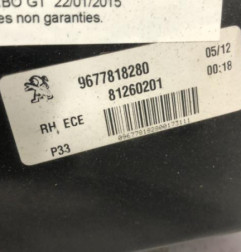 BO GT 22/01/2015
es non garanties.
9677818280
05/12
81260201
00:18
RH, ECE
P33